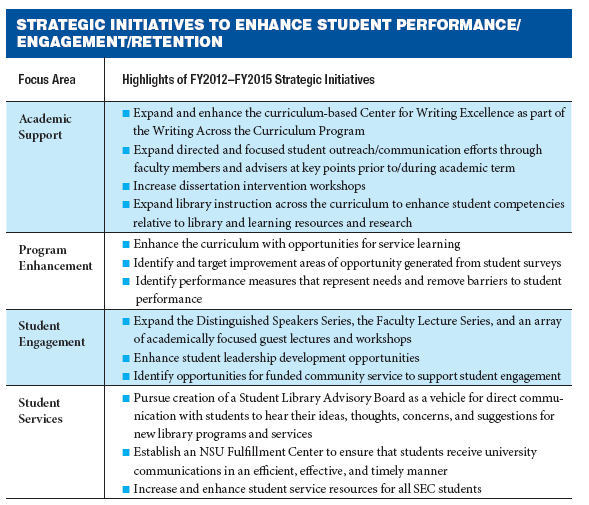 STRATEGIC INITIATIVES TO ENHANCE STUDENT PERFORMANCE/
ENGAGEMENT/RETENTION
Focus Area
Highlights of FY2012–FY2015 Strategic Initiatives
Academic
Support
■ Expand and enhance the curriculum-based Center for Writing Excellence as part of
the Writing Across the Curriculum Program
■ Expand directed and focused student outreach/communication efforts through
faculty members and advisers at key points prior to/during academic term
■ Increase dissertation intervention workshops
■ Expand library instruction across the curriculum to enhance student competencies
relative to library and learning resources and research
Program
Enhancement
■ Enhance the curriculum with opportunities for service learning
■ Identify and target improvement areas of opportunity generated from student surveys
■ Identify performance measures that represent needs and remove barriers to student
performance
Student
Engagement
■ Expand the Distinguished Speakers Series, the Faculty Lecture Series, and an array
of academically focused guest lectures and workshops
■ Enhance student leadership development opportunities
■ Identify opportunities for funded community service to support student engagement
Student
Services
■ Pursue creation of a Student Library Advisory Board as a vehicle for direct commu-
nication with students to hear their ideas, thoughts, concerns, and suggestions for
new library programs and services
■ Establish an NSU Fulfillment Center to ensure that students receive university
communications in an efficient, effective, and timely manner
■ Increase and enhance student service resources for all SEC students